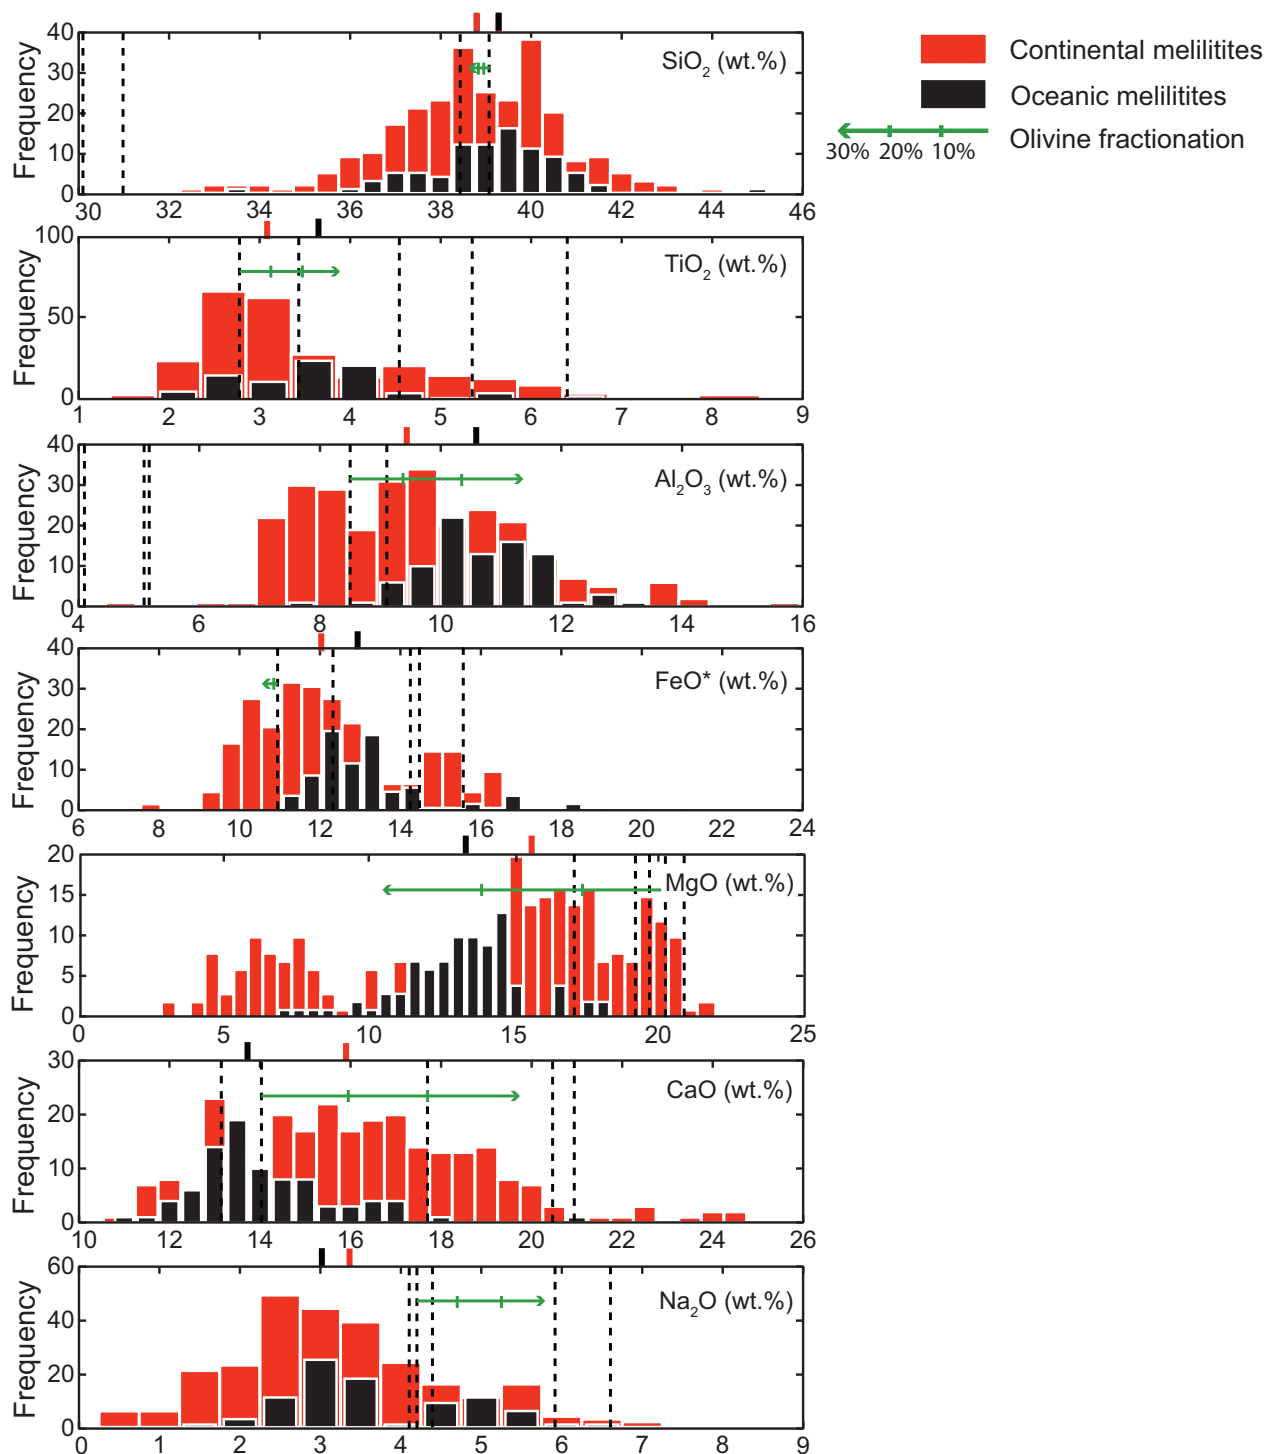 40
30
20
10
0
Frequency
SiO2 (wt.%)
30 32 34 36 38 40 42 44 46
Continental melilitites
Oceanic melilitites
Olivine fractionation
30% 20% 10%
100
50
0
Frequency
TiO2 (wt.%)
1 2 3 4 5 6 7 8 9
40
30
20
10
0
Frequency
Al2O3 (wt.%)
4 6 8 10 12 14 16
40
30
20
10
0
Frequency
FeO* (wt.%)
6 8 10 12 14 16 18 20 22 24
20
15
10
5
0
Frequency
MgO (wt.%)
0 5 10 15 20 25
30
20
10
0
Frequency
CaO (wt.%)
10 12 14 16 18 20 22 24 26
60
40
20
0
Frequency
Na2O (wt.%)
0 1 2 3 4 5 6 7 8 9